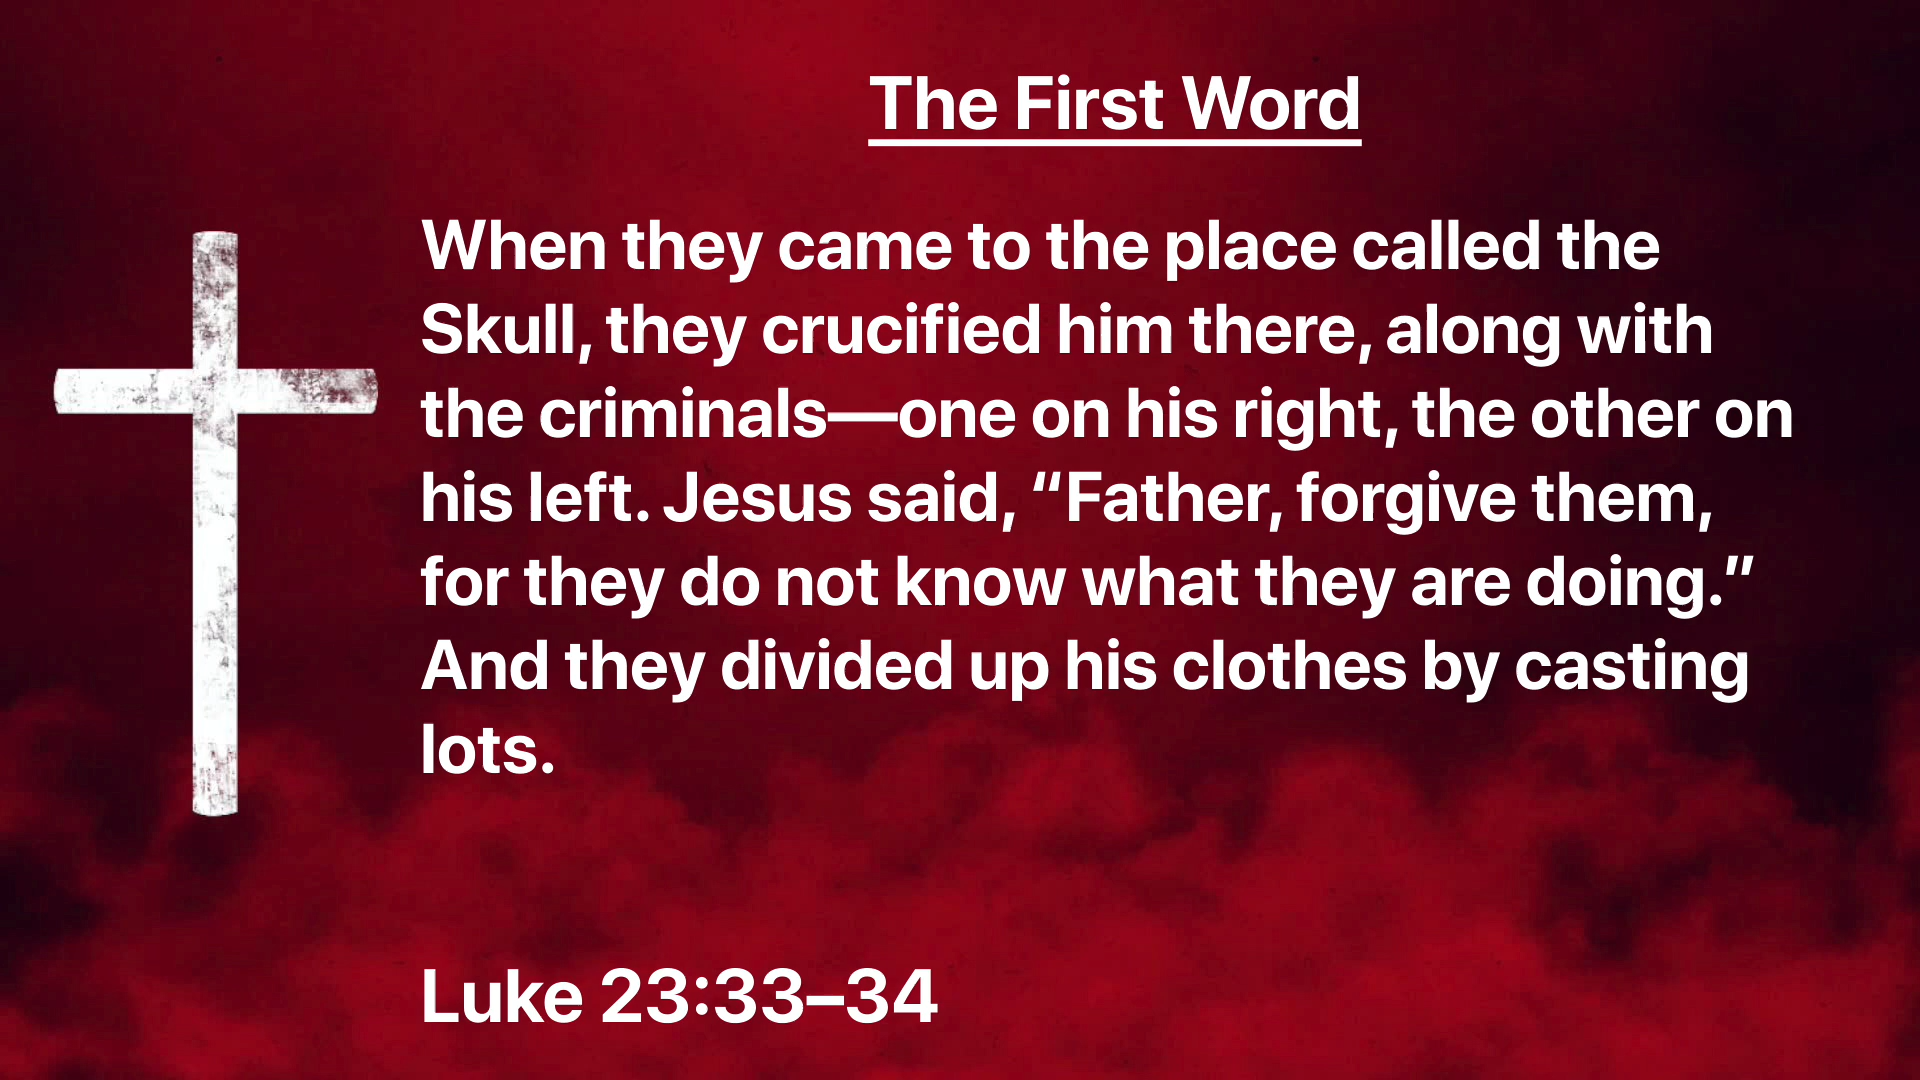 The First Word
When they came to the place called the
Skull, they crucified him there, along with
the criminals—one on his right, the other on
his left. Jesus said, “Father, forgive them,
for they do not know what they are doing.”
And they divided up his clothes by casting
lots.
Luke 23:33–34